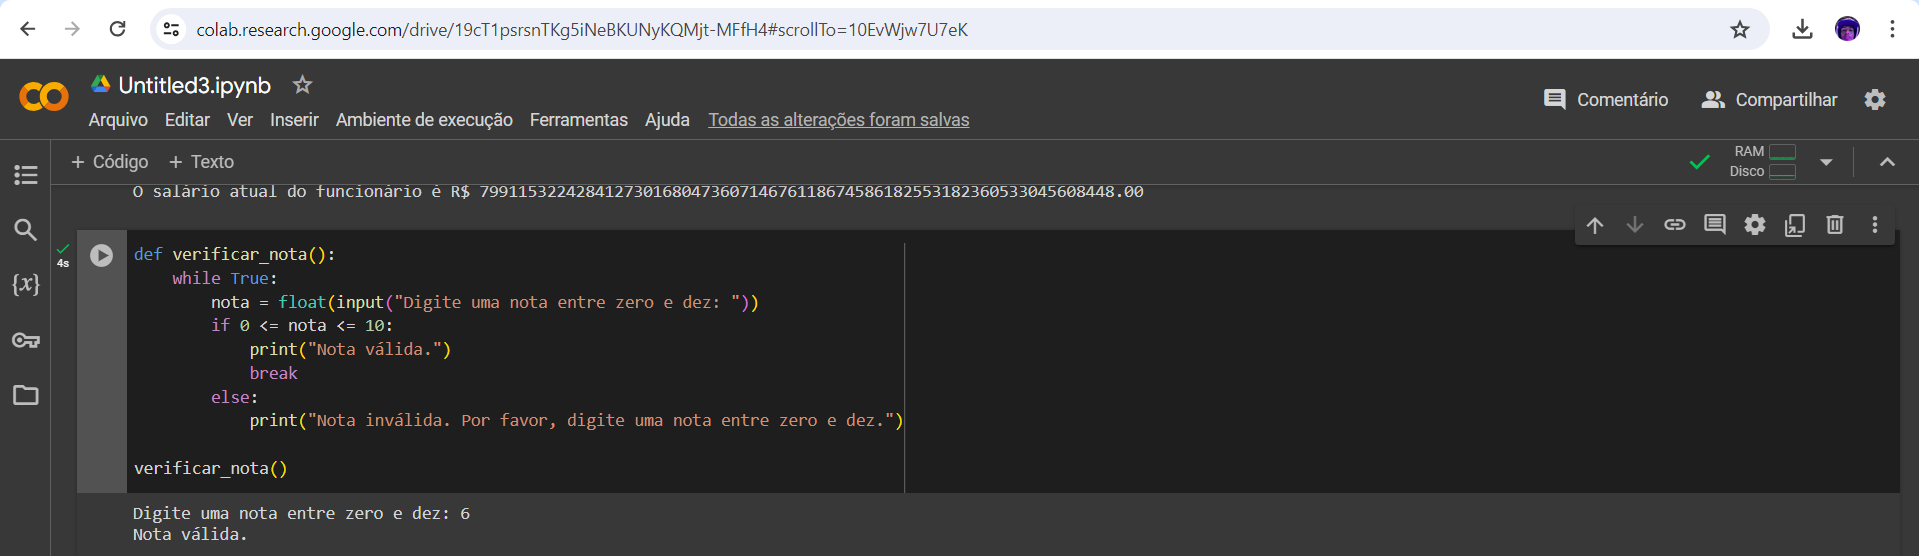 colab.research.google.com/drive/19cT1psrsnTKg5iNeBKUNyKQMjt-MFfH4#scrollTo=10EvWjw7U7eK
CO Untitled3.ipynb
Comentário Compartilhar
Arquivo Editar Ver Inserir Ambiente de execução Ferramentas Ajuda Todas as alterações foram salvas
+ Código + Texto
RAM
Disco
O salário atual do funcionário é R$ 79911532242841273016804736071467611867458618255318236053304560​8448.00
{x}
4s
def verificar_nota():
    while True:
        nota = float(input("Digite uma nota entre zero e dez: "))
        if 0 <= nota <= 10:
            print("Nota válida.")
            break
        else:
            print("Nota inválida. Por favor, digite uma nota entre zero e dez.")
verificar_nota()
Digite uma nota entre zero e dez: 6
Nota válida.